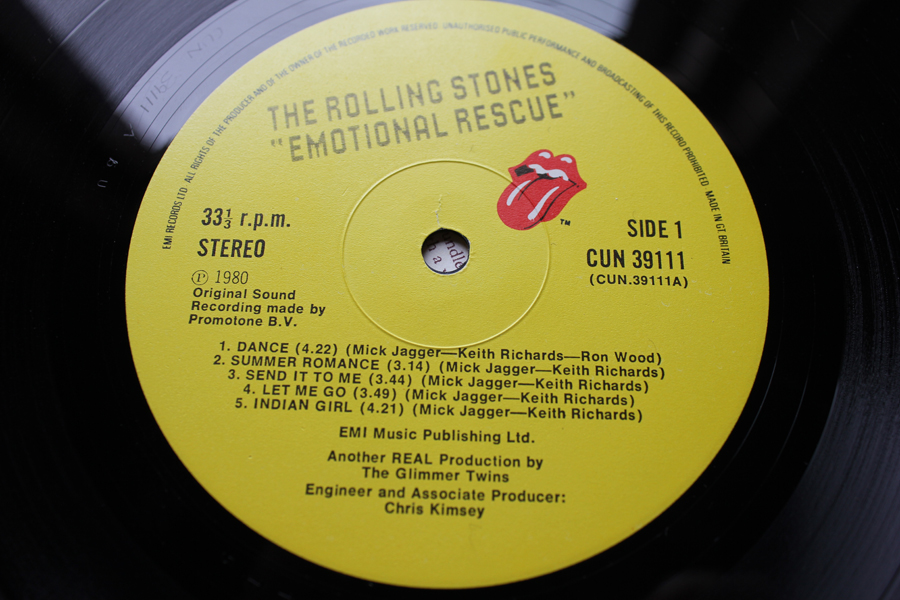 EMI RECORDS LTD ALL RIGHTS OF THE PRODUCER AND OF THE OWNER OF THE RECORDED WORK RESERVED UNAUTHORISED PUBLIC PERFORMANCE AND BROADCASTING OF THIS RECORD PROHIBITED MADE IN GT. BRITAIN
THE ROLLING STONES
"EMOTIONAL RESCUE"
TM
33⅓ r.p.m.
STEREO
SIDE 1
CUN 39111
(CUN.39111A)
Ⓟ 1980
Original Sound
Recording made by
Promotone B.V.
1. DANCE (4.22) (Mick Jagger—Keith Richards—Ron Wood)
2. SUMMER ROMANCE (3.14) (Mick Jagger—Keith Richards)
3. SEND IT TO ME (3.44) (Mick Jagger—Keith Richards)
4. LET ME GO (3.49) (Mick Jagger—Keith Richards)
5. INDIAN GIRL (4.21) (Mick Jagger—Keith Richards)
EMI Music Publishing Ltd.
Another REAL Production by
The Glimmer Twins
Engineer and Associate Producer:
Chris Kimsey
CUN 39111 A